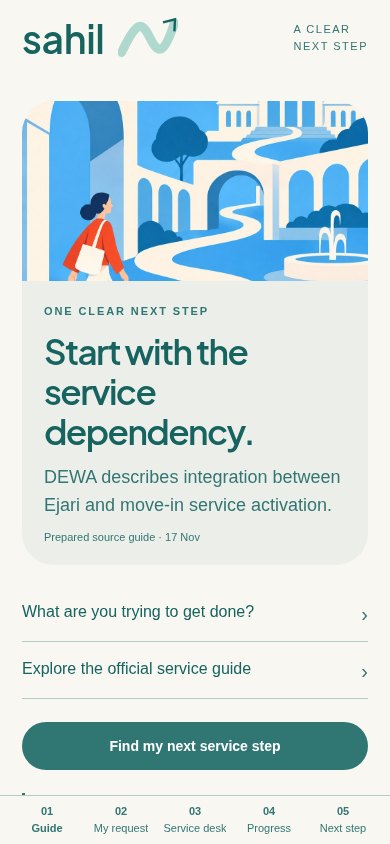 sahil
A CLEAR
NEXT STEP
ONE CLEAR NEXT STEP
Start with the
service
dependency.
DEWA describes integration between
Ejari and move-in service activation.
Prepared source guide · 17 Nov
What are you trying to get done? ›
Explore the official service guide ›
Find my next service step
01 02 03 04 05
Guide My request Service desk Progress Next step